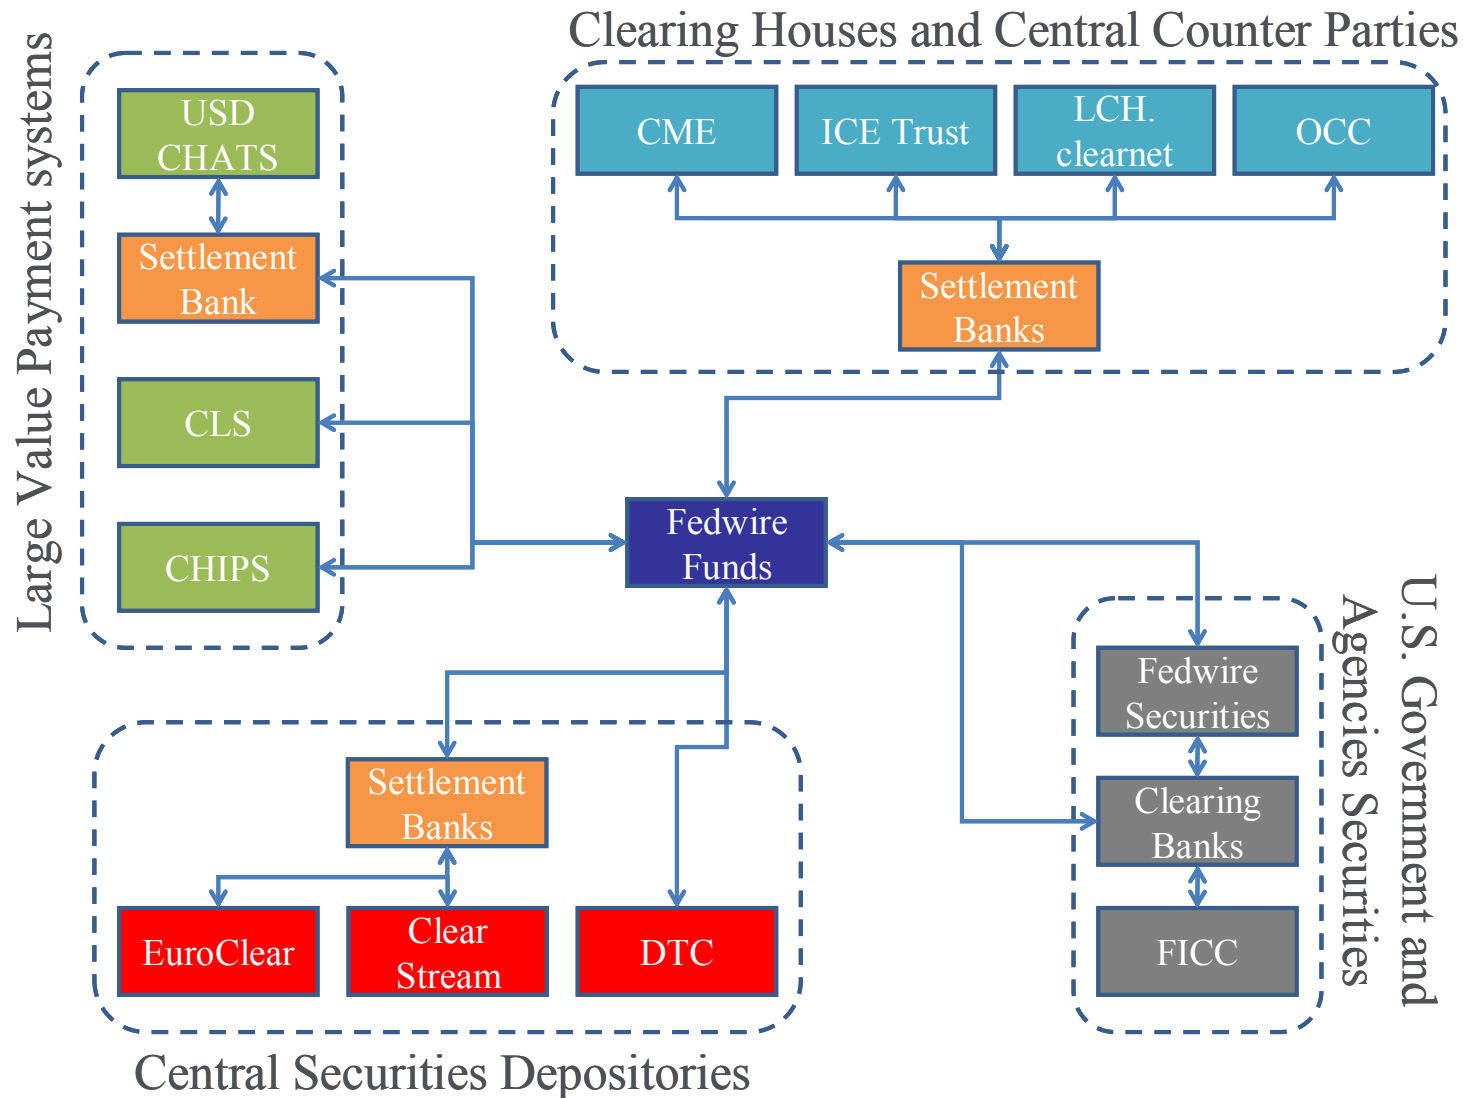 Clearing Houses and Central Counter Parties
Large Value Payment systems
USD
CHATS
Settlement
Bank
CLS
CHIPS
CME
ICE Trust
LCH.
clearnet
OCC
Settlement
Banks
Fedwire
Funds
U.S. Government and
Agencies Securities
Fedwire
Securities
Clearing
Banks
FICC
Settlement
Banks
EuroClear
Clear
Stream
DTC
Central Securities Depositories